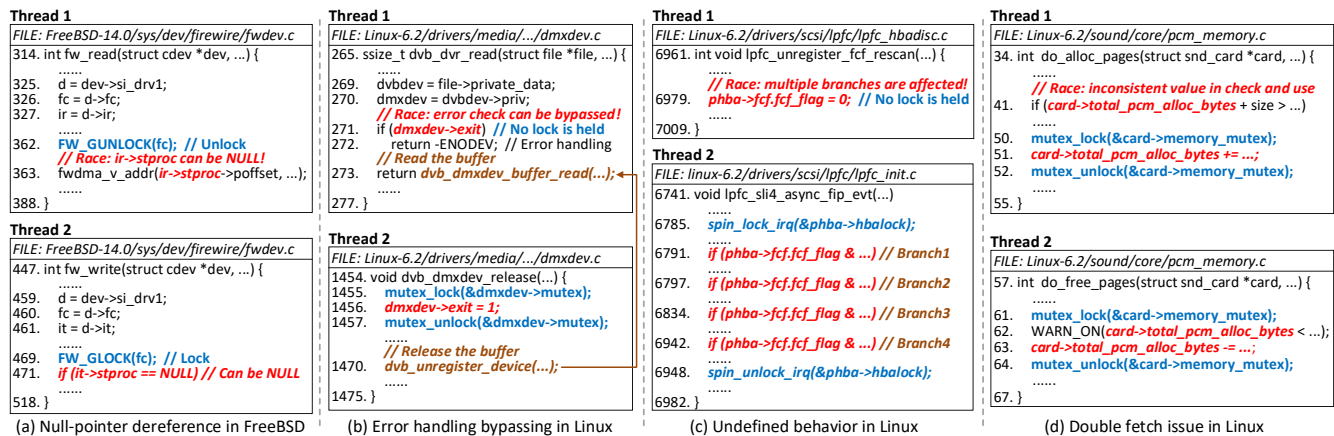 Thread 1
FILE: FreeBSD-14.0/sys/dev/firewire/fwdev.c
314. int fw_read(struct cdev *dev, ...) {
......
325. d = dev->si_drv1;
326. fc = d->fc;
327. ir = d->ir;
......
362. FW_GUNLOCK(fc); // Unlock
// Race: ir->stproc can be NULL!
363. fwdma_v_addr(ir->stproc->poffset, ...);
......
388. }
Thread 2
FILE: FreeBSD-14.0/sys/dev/firewire/fwdev.c
447. int fw_write(struct cdev *dev, ...) {
......
459. d = dev->si_drv1;
460. fc = d->fc;
461. it = d->it;
......
469. FW_GLOCK(fc); // Lock
471. if (it->stproc == NULL) // Can be NULL
......
518. }
(a) Null-pointer dereference in FreeBSD
Thread 1
FILE: Linux-6.2/drivers/media/.../dmxdev.c
265. ssize_t dvb_dvr_read(struct file *file, ...) {
......
269. dvbdev = file->private_data;
270. dmxdev = dvbdev->priv;
// Race: error check can be bypassed!
271. if (dmxdev->exit) // No lock is held
272. return -ENODEV; // Error handling
// Read the buffer
273. return dvb_dmxdev_buffer_read(...);
......
277. }
Thread 2
FILE: Linux-6.2/drivers/media/.../dmxdev.c
1454. void dvb_dmxdev_release(...) {
1455. mutex_lock(&dmxdev->mutex);
1456. dmxdev->exit = 1;
1457. mutex_unlock(&dmxdev->mutex);
......
// Release the buffer
1470. dvb_unregister_device(...);
......
1475. }
(b) Error handling bypassing in Linux
Thread 1
FILE: Linux-6.2/drivers/scsi/lpfc/lpfc_hbadisc.c
6961. int void lpfc_unregister_fcf_rescan(...) {
......
// Race: multiple branches are affected!
6979. phba->fcf.fcf_flag = 0; // No lock is held
......
7009. }
Thread 2
FILE: linux-6.2/drivers/scsi/lpfc/lpfc_init.c
6741. void lpfc_sli4_async_fip_evt(...)
......
6785. spin_lock_irq(&phba->hbalock);
......
6791. if (phba->fcf.fcf_flag & ...) // Branch1
......
6797. if (phba->fcf.fcf_flag & ...) // Branch2
......
6834. if (phba->fcf.fcf_flag & ...) // Branch3
......
6942. if (phba->fcf.fcf_flag & ...) // Branch4
......
6948. spin_unlock_irq(&phba->hbalock);
......
6982. }
(c) Undefined behavior in Linux
Thread 1
FILE: Linux-6.2/sound/core/pcm_memory.c
34. int do_alloc_pages(struct snd_card *card, ...) {
......
// Race: inconsistent value in check and use
41. if (card->total_pcm_alloc_bytes + size > ...)
......
50. mutex_lock(&card->memory_mutex);
51. card->total_pcm_alloc_bytes += ...;
52. mutex_unlock(&card->memory_mutex);
......
55. }
Thread 2
FILE: Linux-6.2/sound/core/pcm_memory.c
57. int do_free_pages(struct snd_card *card, ...) {
......
61. mutex_lock(&card->memory_mutex);
62. WARN_ON(card->total_pcm_alloc_bytes < ...);
63. card->total_pcm_alloc_bytes -= ...;
64. mutex_unlock(&card->memory_mutex);
......
67. }
(d) Double fetch issue in Linux